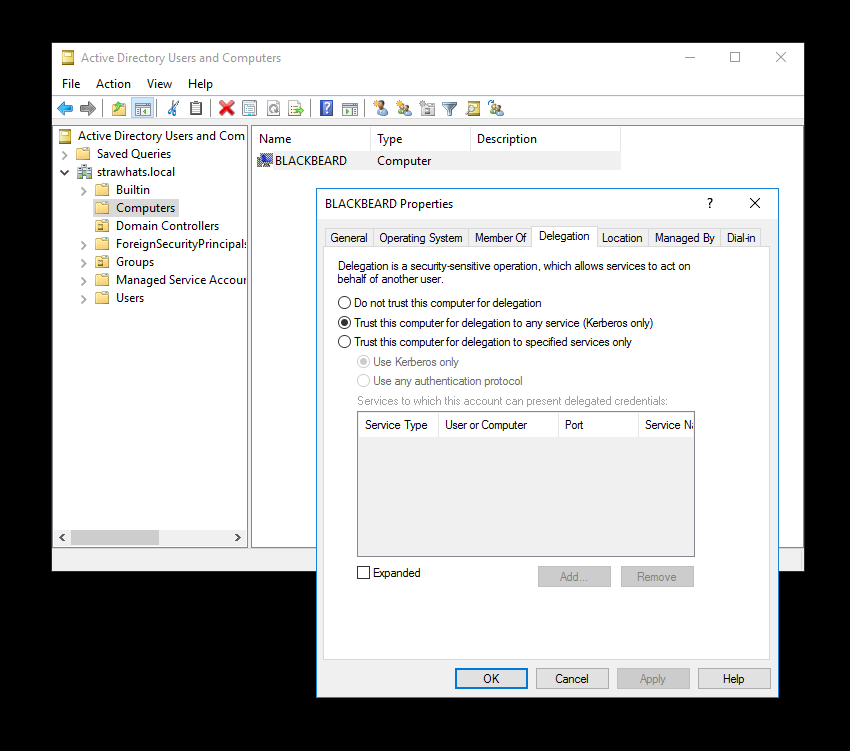 Active Directory Users and Computers
File Action View Help
Active Directory Users and Com
Saved Queries
strawhats.local
Builtin
Computers
Domain Controllers
ForeignSecurityPrincipals
Groups
Managed Service Accour
Users
Name Type Description
BLACKBEARD Computer
BLACKBEARD Properties
General Operating System Member Of Delegation Location Managed By Dial-in
Delegation is a security-sensitive operation, which allows services to act on
behalf of another user.
Do not trust this computer for delegation
Trust this computer for delegation to any service (Kerberos only)
Trust this computer for delegation to specified services only
Use Kerberos only
Use any authentication protocol
Services to which this account can present delegated credentials:
Service Type User or Computer Port Service Na
Expanded
Add... Remove
OK Cancel Apply Help